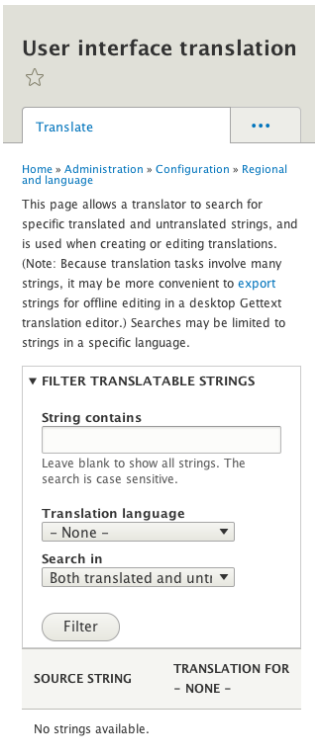 User interface translation
Translate
Home » Administration » Configuration » Regional
and language
This page allows a translator to search for
specific translated and untranslated strings, and
is used when creating or editing translations.
(Note: Because translation tasks involve many
strings, it may be more convenient to export
strings for offline editing in a desktop Gettext
translation editor.) Searches may be limited to
strings in a specific language.
FILTER TRANSLATABLE STRINGS
String contains
Leave blank to show all strings. The
search is case sensitive.
Translation language
– None –
Search in
Both translated and untr
Filter
SOURCE STRING
TRANSLATION FOR
– NONE –
No strings available.